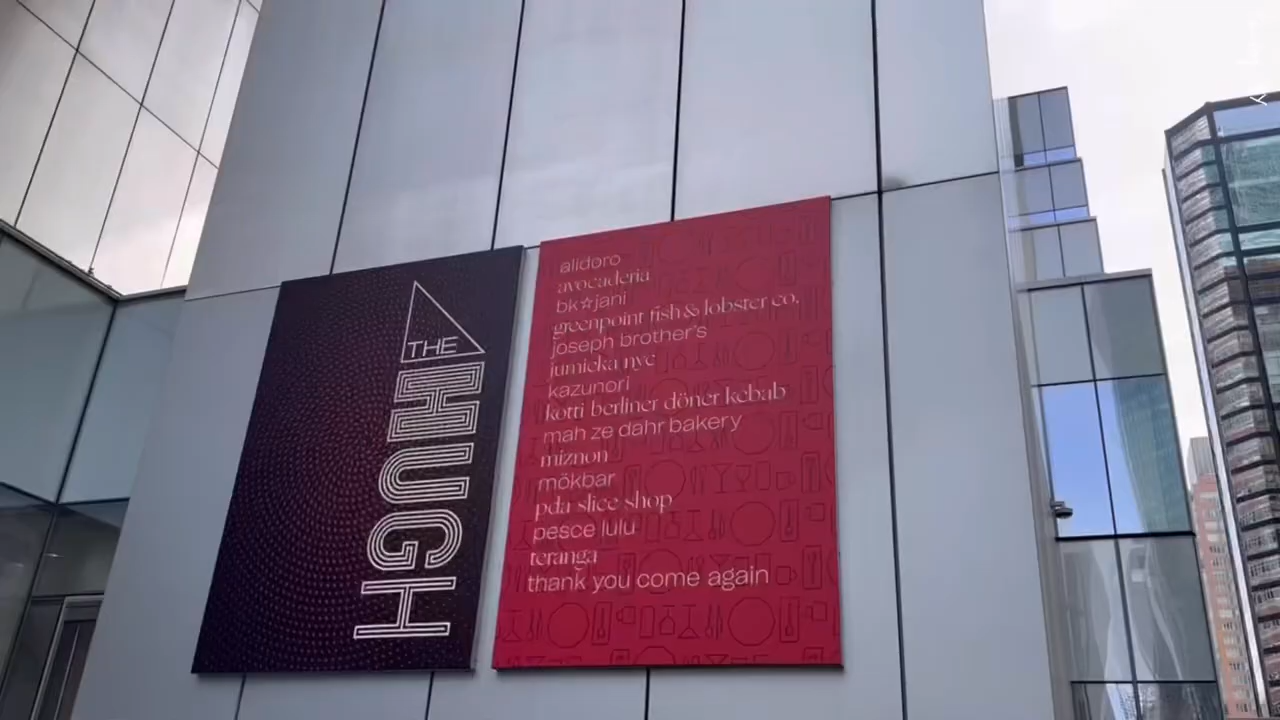 THE
HUGH
alidoro
avocaderia
bk☆jani
greenpoint fish & lobster co.
joseph brother's
jumieka nyc
kazunori
kotti berliner döner kebab
mah ze dahr bakery
miznon
mökbar
pda slice shop
pesce lulu
teranga
thank you come again